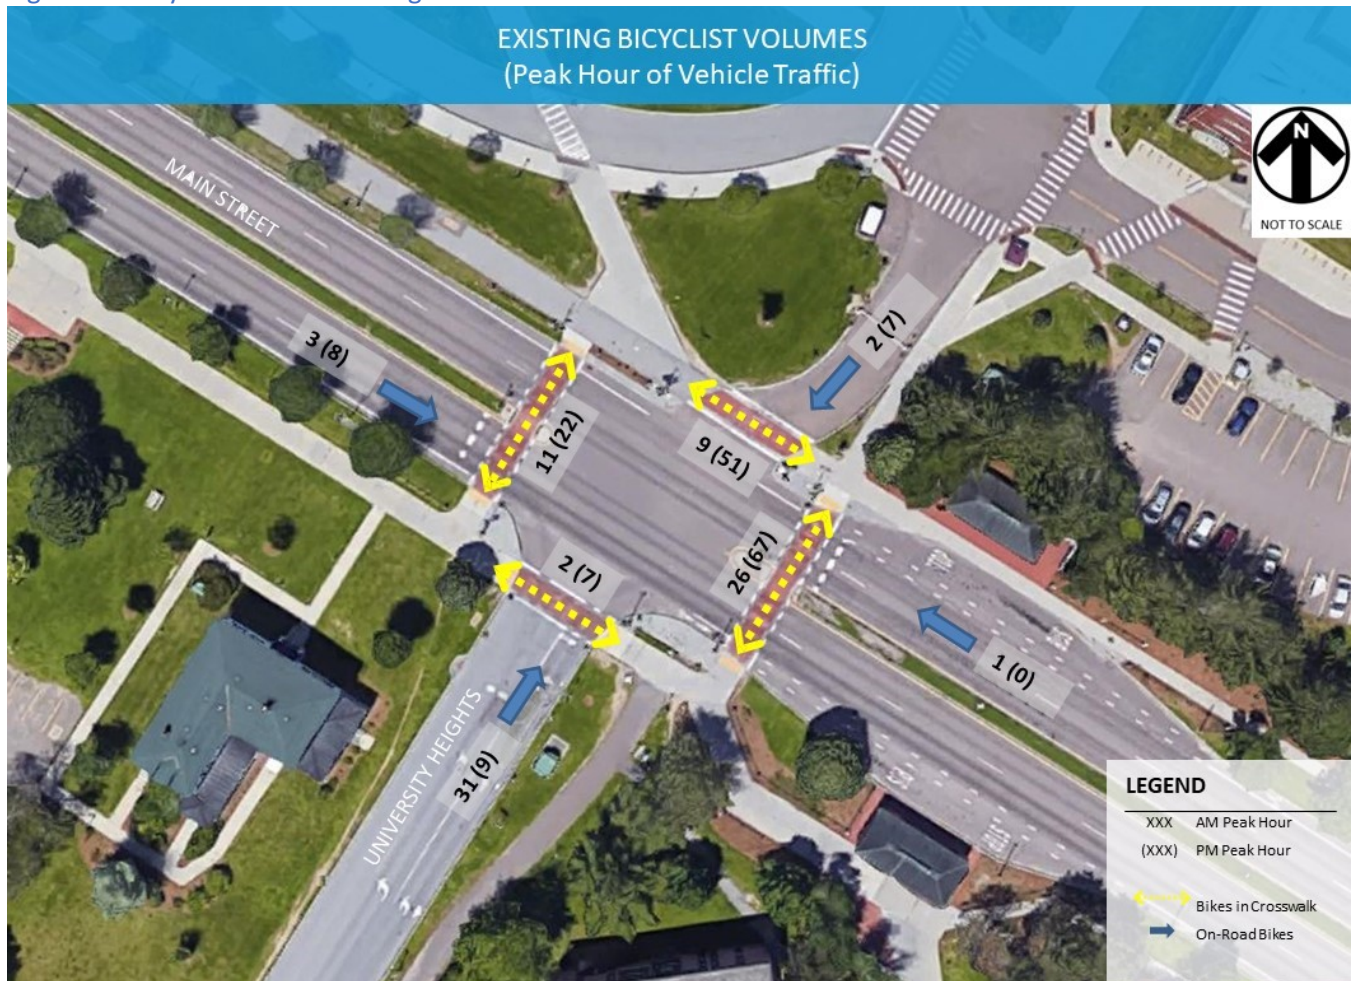 EXISTING BICYCLIST VOLUMES
(Peak Hour of Vehicle Traffic)
N
NOT TO SCALE
MAIN STREET
3 (8)
2 (7)
11 (22)
9 (51)
2 (7)
26 (67)
1 (0)
31 (9)
UNIVERSITY HEIGHTS
BUS
LEGEND
XXX AM Peak Hour
(XXX) PM Peak Hour
Bikes in Crosswalk
On-Road Bikes